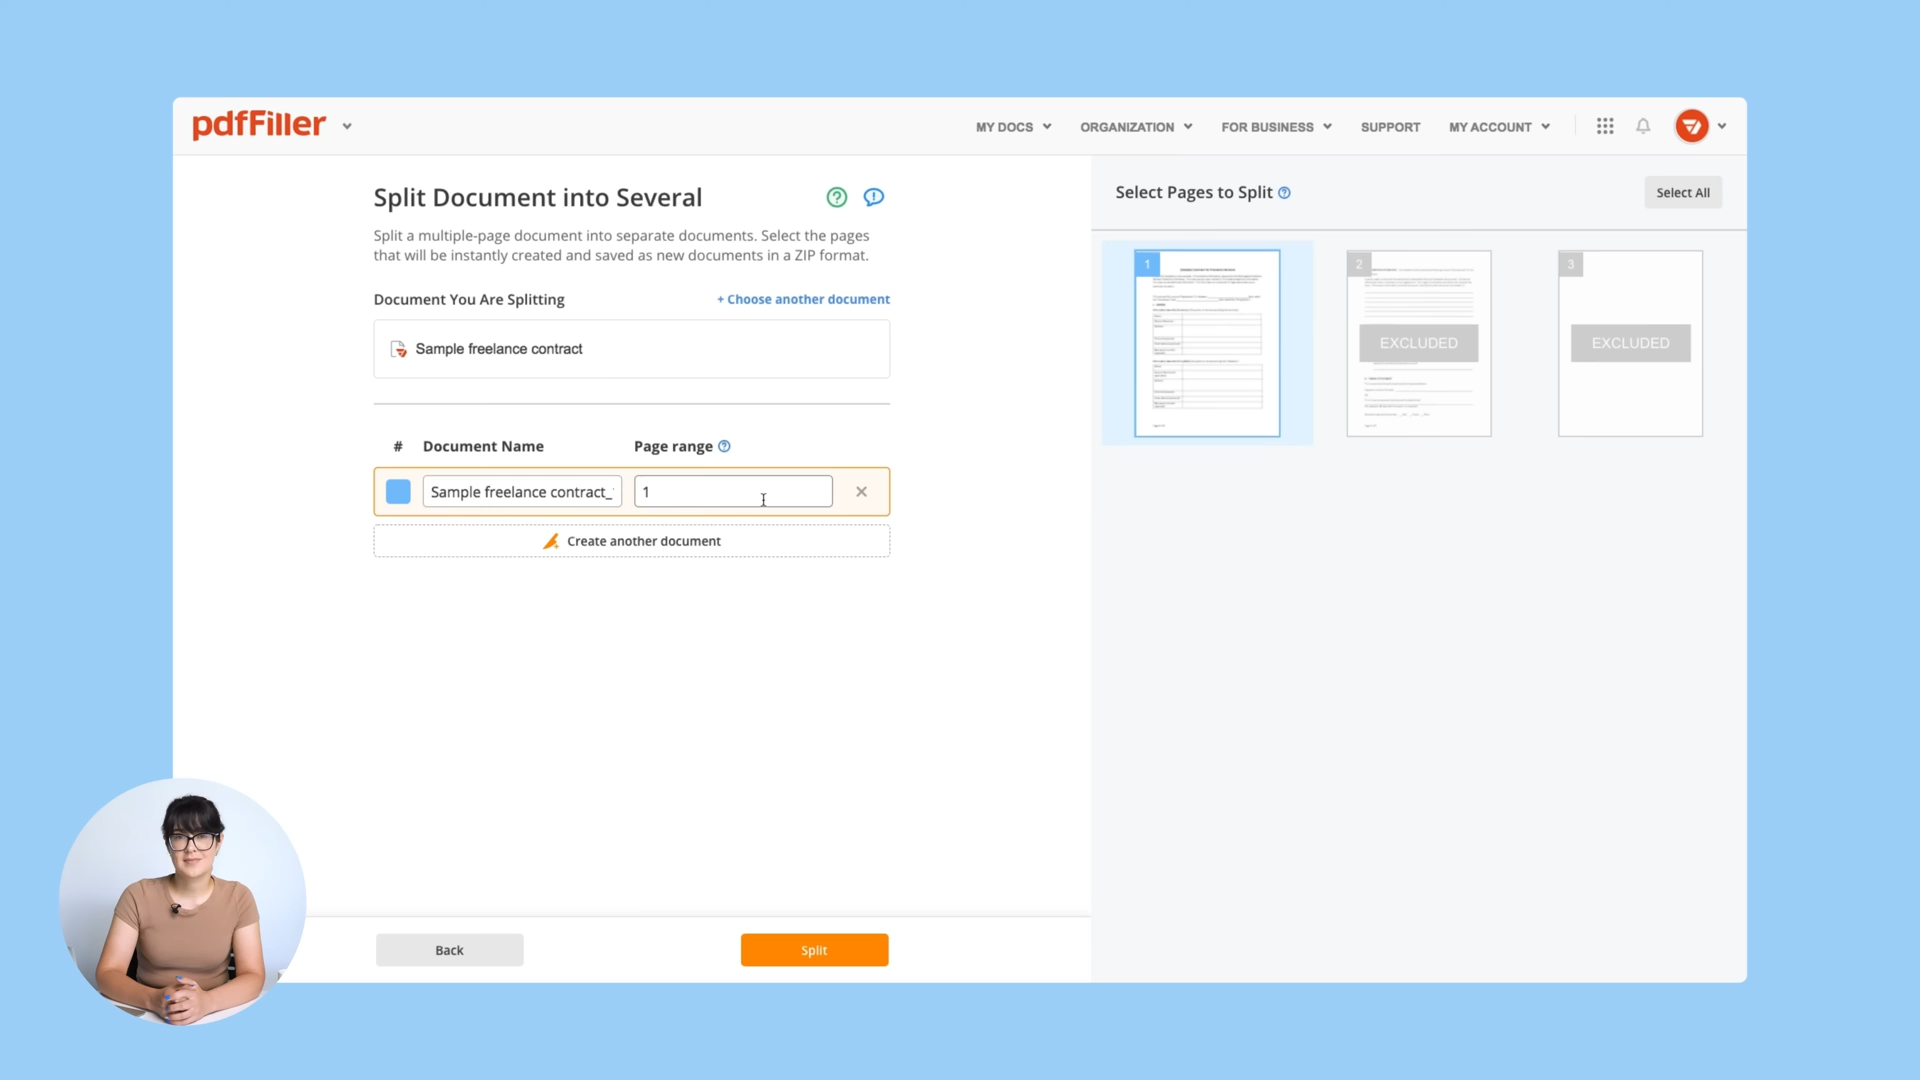 pdfFiller
MY DOCS
ORGANIZATION
FOR BUSINESS
SUPPORT
MY ACCOUNT
Split Document into Several
Split a multiple-page document into separate documents. Select the pages
that will be instantly created and saved as new documents in a ZIP format.
Document You Are Splitting
+ Choose another document
Sample freelance contract
# Document Name Page range
Sample freelance contract_ 1
Create another document
Back
Split
Select Pages to Split
Select All
1
2
EXCLUDED
3
EXCLUDED